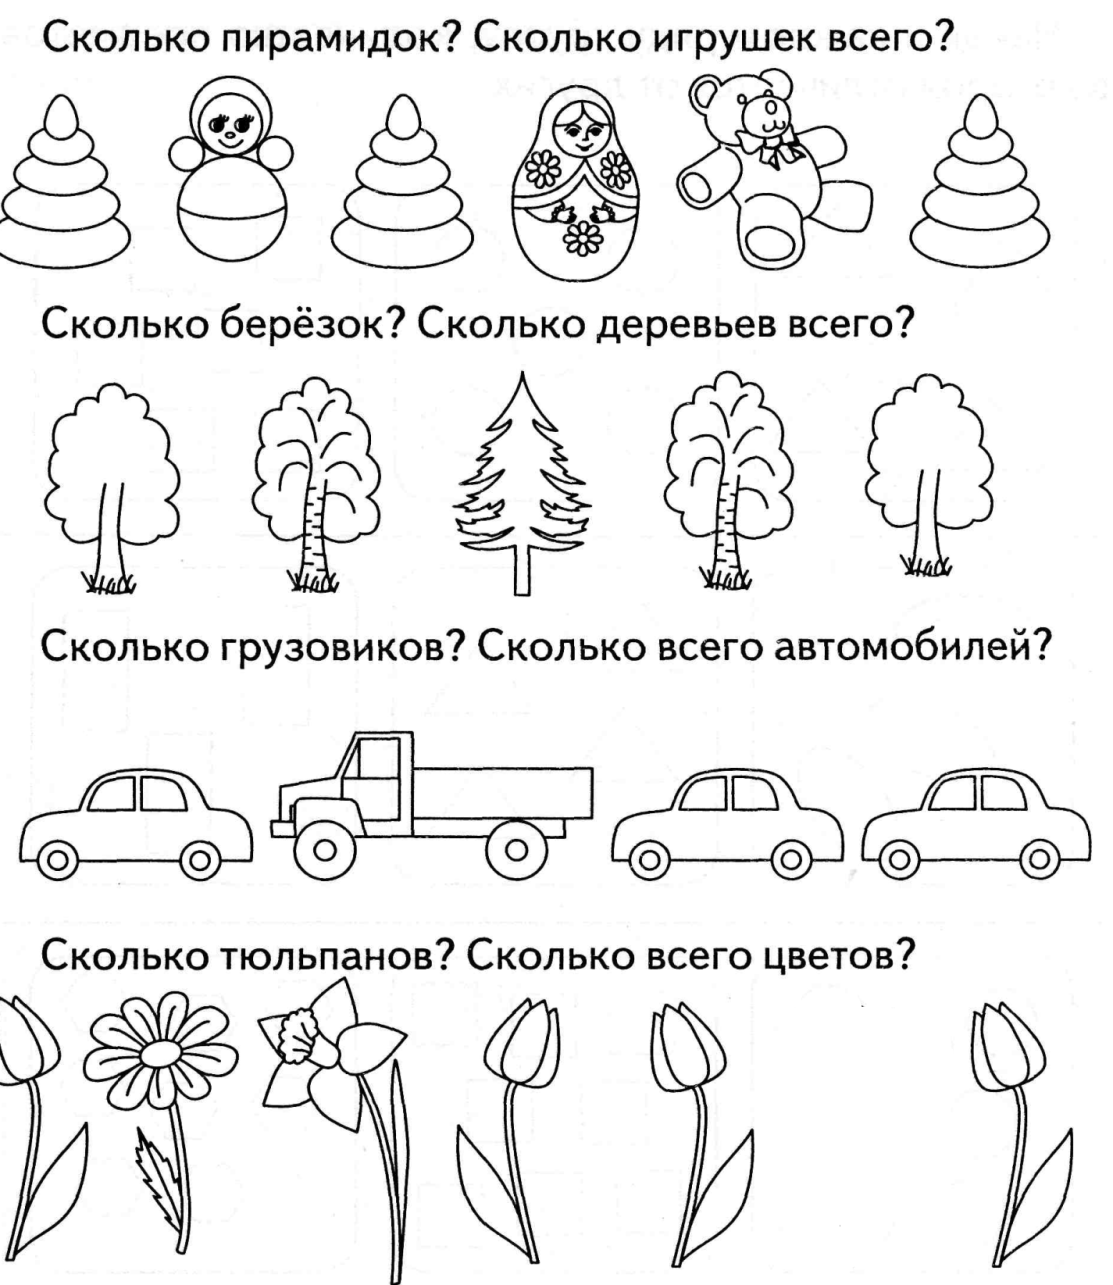 Сколько пирамидок? Сколько игрушек всего?
Сколько берёзок? Сколько деревьев всего?
Сколько грузовиков? Сколько всего автомобилей?
Сколько тюльпанов? Сколько всего цветов?